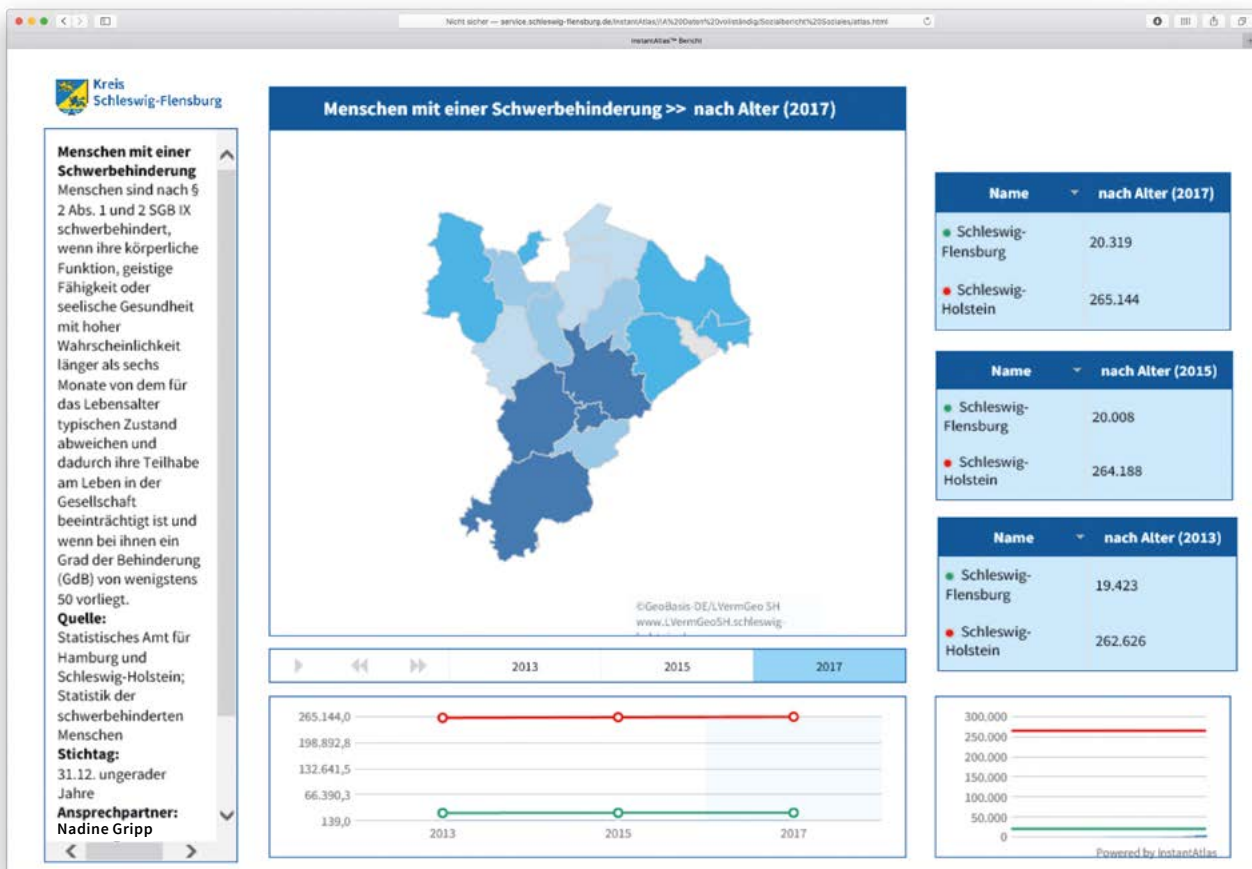 Nicht sicher — service.schleswig-flensburg.de/InstantAtlas//IA%20Daten%20vollständig/Sozialbericht%20Soziales/atlas.html
InstantAtlas™ Bericht
Kreis
Schleswig-Flensburg
Menschen mit einer
Schwerbehinderung
Menschen sind nach §
2 Abs. 1 und 2 SGB IX
schwerbehindert,
wenn ihre körperliche
Funktion, geistige
Fähigkeit oder
seelische Gesundheit
mit hoher
Wahrscheinlichkeit
länger als sechs
Monate von dem für
das Lebensalter
typischen Zustand
abweichen und
dadurch ihre Teilhabe
am Leben in der
Gesellschaft
beeinträchtigt ist und
wenn bei ihnen ein
Grad der Behinderung
(GdB) von wenigstens
50 vorliegt.
Quelle:
Statistisches Amt für
Hamburg und
Schleswig-Holstein;
Statistik der
schwerbehinderten
Menschen
Stichtag:
31.12. ungerader
Jahre
Ansprechpartner:
Nadine Gripp
Menschen mit einer Schwerbehinderung >> nach Alter (2017)
©GeoBasis-DE/LVermGeo SH
www.LVermGeoSH.schleswig-
2013 2015 2017
265.144,0
198.892,8
132.641,5
66.390,3
139,0
2013 2015 2017
Name nach Alter (2017)
Schleswig-
Flensburg 20.319
Schleswig-
Holstein 265.144
Name nach Alter (2015)
Schleswig-
Flensburg 20.008
Schleswig-
Holstein 264.188
Name nach Alter (2013)
Schleswig-
Flensburg 19.423
Schleswig-
Holstein 262.626
300.000
250.000
200.000
150.000
100.000
50.000
0
Powered by InstantAtlas